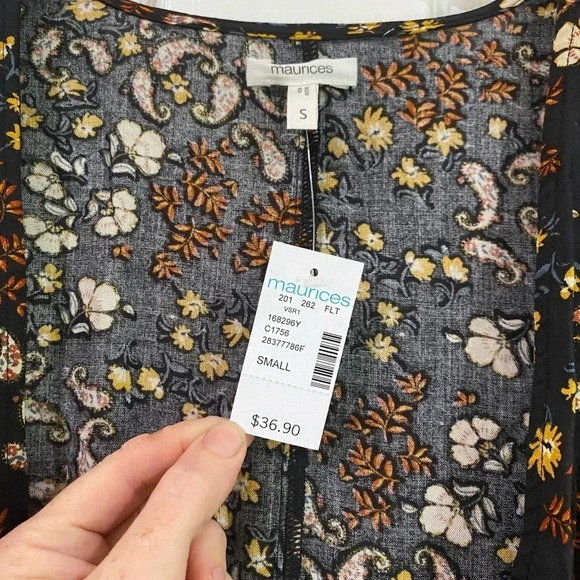 maurices
S
maurices
201 262 FLT
VSR1
168296Y
C1756
28377786F
SMALL
$36.90